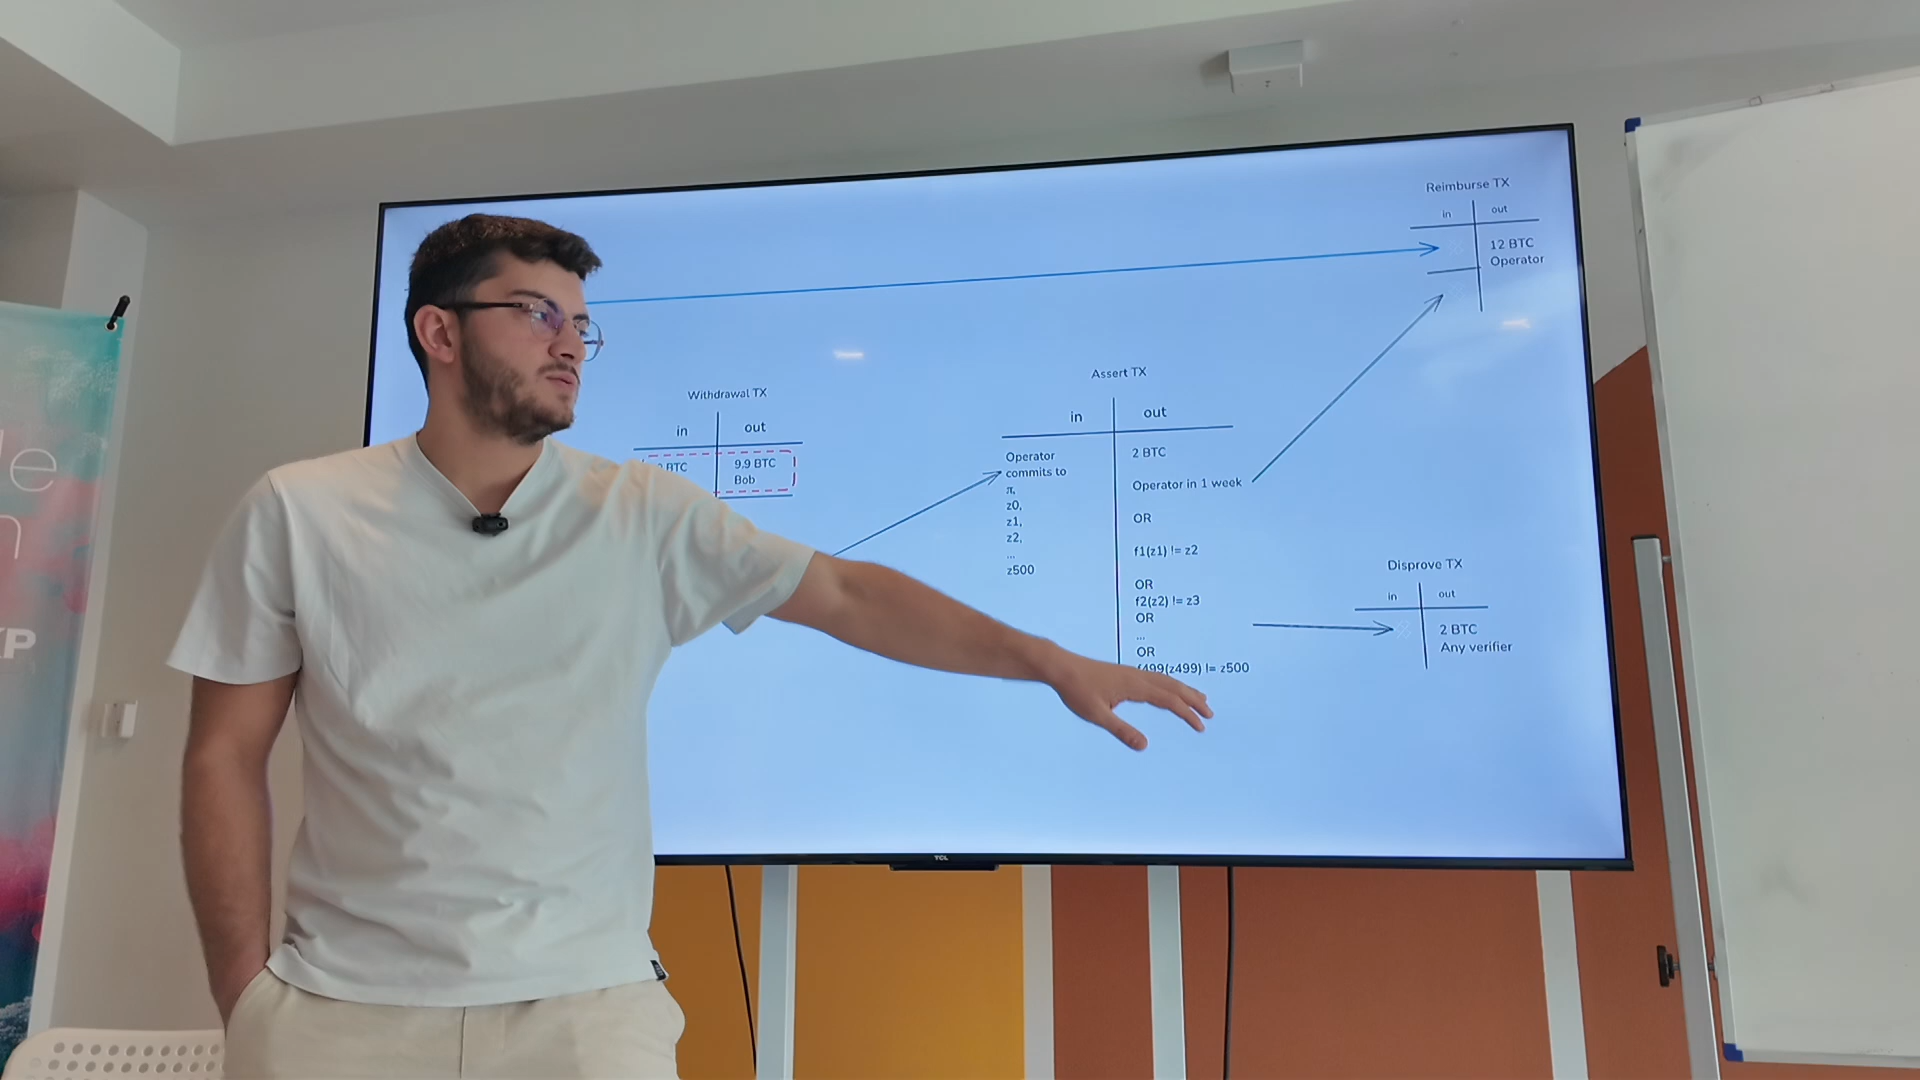 Reimburse TX
in
out
12 BTC
Operator
Withdrawal TX
in
out
BTC
9.9 BTC
Bob
Assert TX
in
out
Operator
commits to
π,
z0,
z1,
z2,
...
z500
2 BTC
Operator in 1 week
OR
f1(z1) != z2
OR
f2(z2) != z3
OR
...
OR
f499(z499) != z500
Disprove TX
in
out
2 BTC
Any verifier
TCL